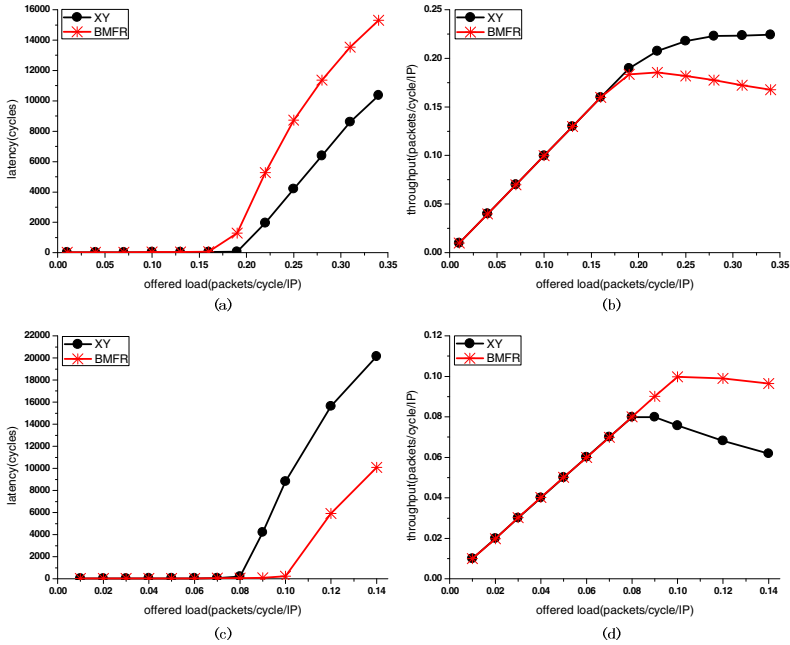 XY
BMFR
latency(cycles)
16000
14000
12000
10000
8000
6000
4000
2000
0
0.00 0.05 0.10 0.15 0.20 0.25 0.30 0.35
offered load(packets/cycle/IP)
(a)
XY
BMFR
throughput(packets/cycle/IP)
0.25
0.20
0.15
0.10
0.05
0.00
0.00 0.05 0.10 0.15 0.20 0.25 0.30 0.35
offered load(packets/cycle/IP)
(b)
XY
BMFR
latency(cycles)
22000
20000
18000
16000
14000
12000
10000
8000
6000
4000
2000
0
0.00 0.02 0.04 0.06 0.08 0.10 0.12 0.14
offered load(packets/cycle/IP)
(c)
XY
BMFR
throughput(packets/cycle/IP)
0.12
0.10
0.08
0.06
0.04
0.02
0.00
0.00 0.02 0.04 0.06 0.08 0.10 0.12 0.14
offered load(packets/cycle/IP)
(d)